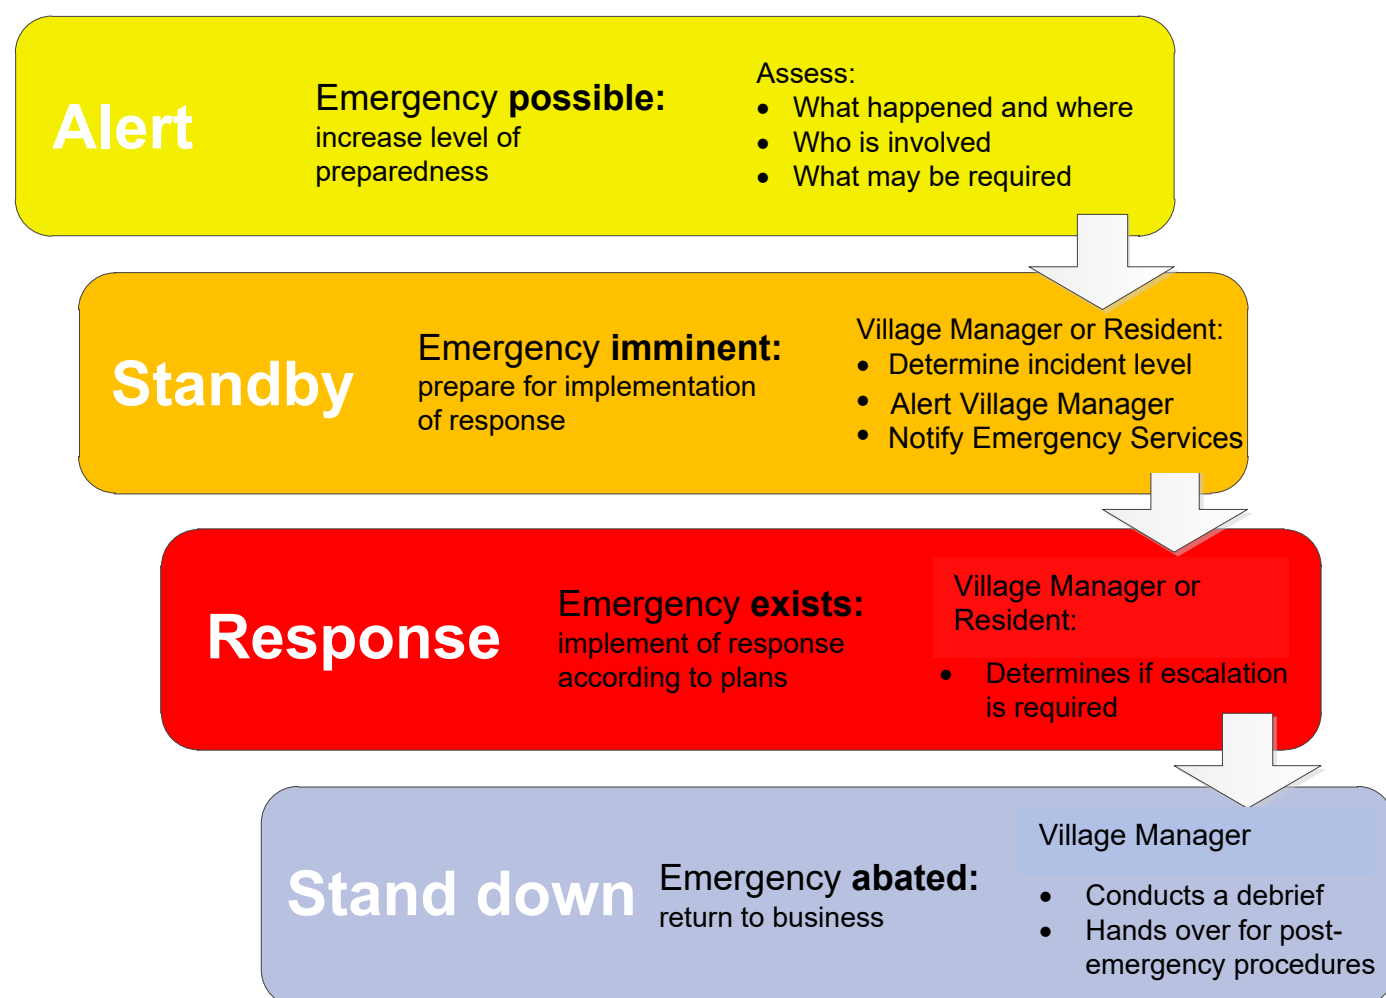 Alert
Emergency possible:
increase level of
preparedness
Assess:
• What happened and where
• Who is involved
• What may be required
Standby
Emergency imminent:
prepare for implementation
of response
Village Manager or Resident:
• Determine incident level
• Alert Village Manager
• Notify Emergency Services
Response
Emergency exists:
implement of response
according to plans
Village Manager or
Resident:
• Determines if escalation
is required
Stand down
Emergency abated:
return to business
Village Manager
• Conducts a debrief
• Hands over for post-
emergency procedures